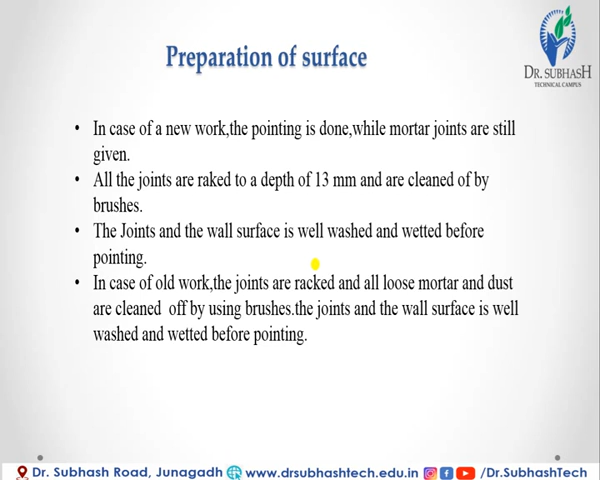 Preparation of surface
DR. SUBHASH
TECHNICAL CAMPUS
• In case of a new work,the pointing is done,while mortar joints are still
given.
• All the joints are raked to a depth of 13 mm and are cleaned of by
brushes.
• The Joints and the wall surface is well washed and wetted before
pointing.
• In case of old work,the joints are racked and all loose mortar and dust
are cleaned off by using brushes.the joints and the wall surface is well
washed and wetted before pointing.
Dr. Subhash Road, Junagadh www.drsubhashtech.edu.in /Dr.SubhashTech